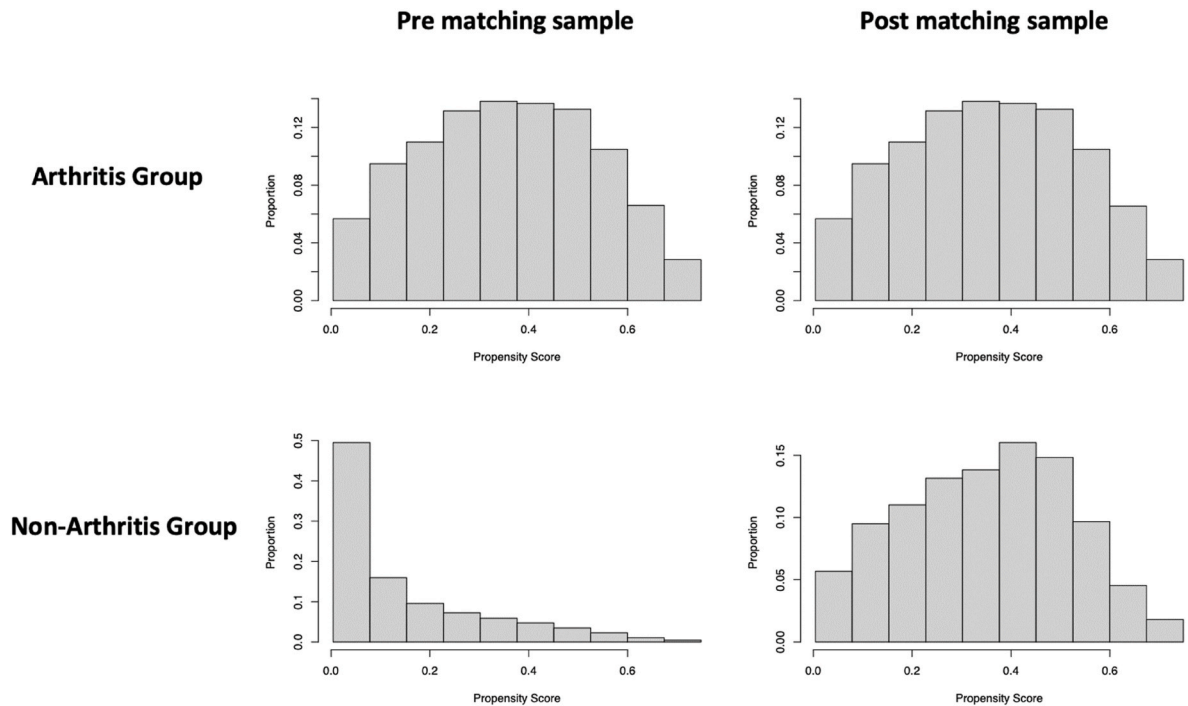 Pre matching sample
Post matching sample
Arthritis Group
Proportion
0.00 0.04 0.08 0.12
0.0 0.2 0.4 0.6
Propensity Score
Proportion
0.00 0.04 0.08 0.12
0.0 0.2 0.4 0.6
Propensity Score
Non-Arthritis Group
Proportion
0.0 0.1 0.2 0.3 0.4 0.5
0.0 0.2 0.4 0.6
Propensity Score
Proportion
0.00 0.05 0.10 0.15
0.0 0.2 0.4 0.6
Propensity Score